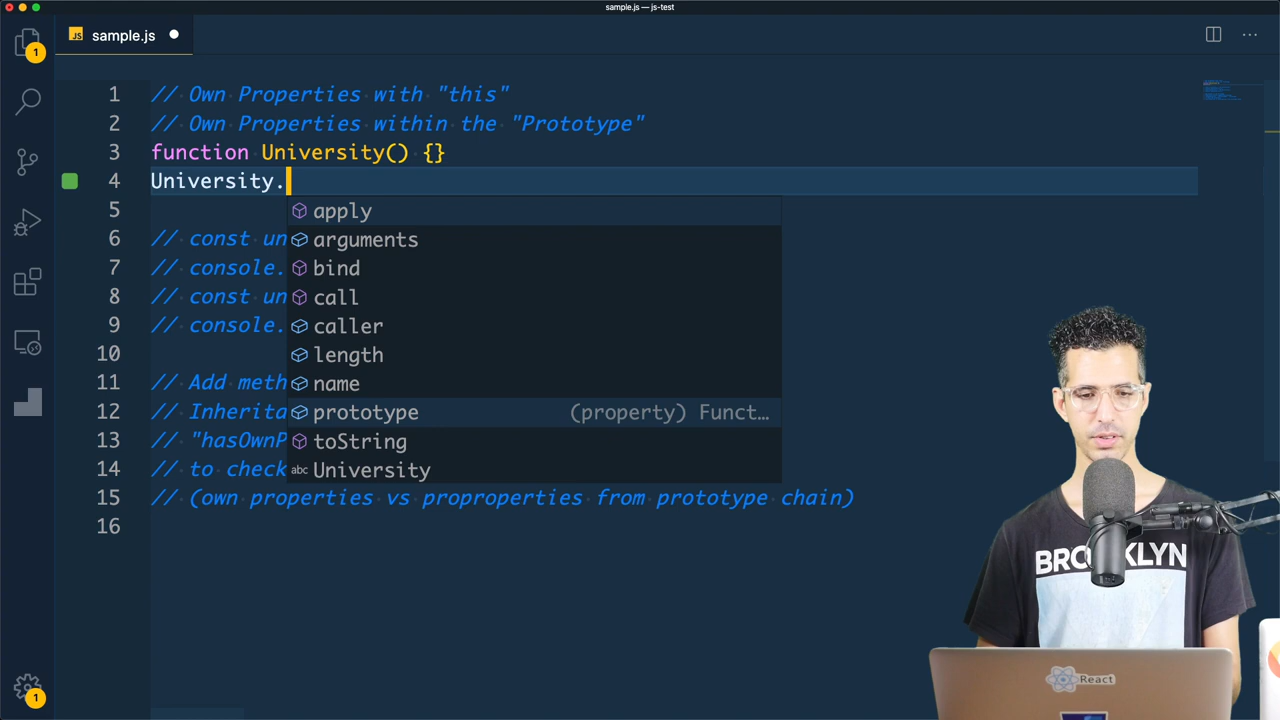 sample.js — js-test
1
JS sample.js
1 // Own Properties with "this"
2 // Own Properties within the "Prototype"
3 function University() {}
4 University.
5
apply
6 // const un
arguments
7 // console.
bind
8 // const un
call
9 // console.
caller
10
length
11 // Add meth
name
12 // Inherita
prototype (property) Funct…
13 // "hasOwnP
toString
14 // to check
abc University
15 // (own properties vs proproperties from prototype chain)
16
BROOKLYN
React
1